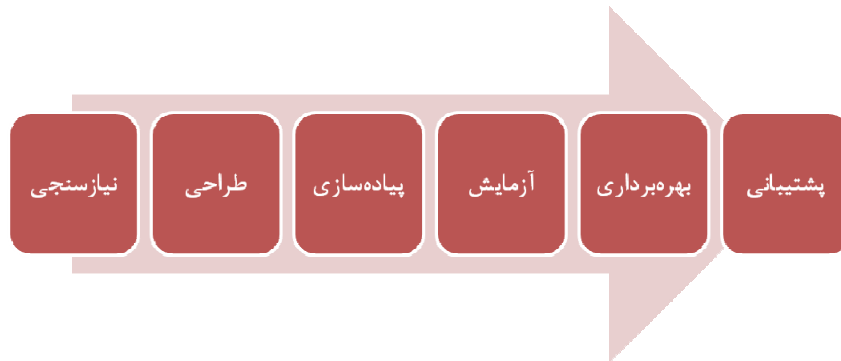 نیازسنجی
طراحی
پیاده‌سازی
آزمایش
بهره‌برداری
پشتیبانی